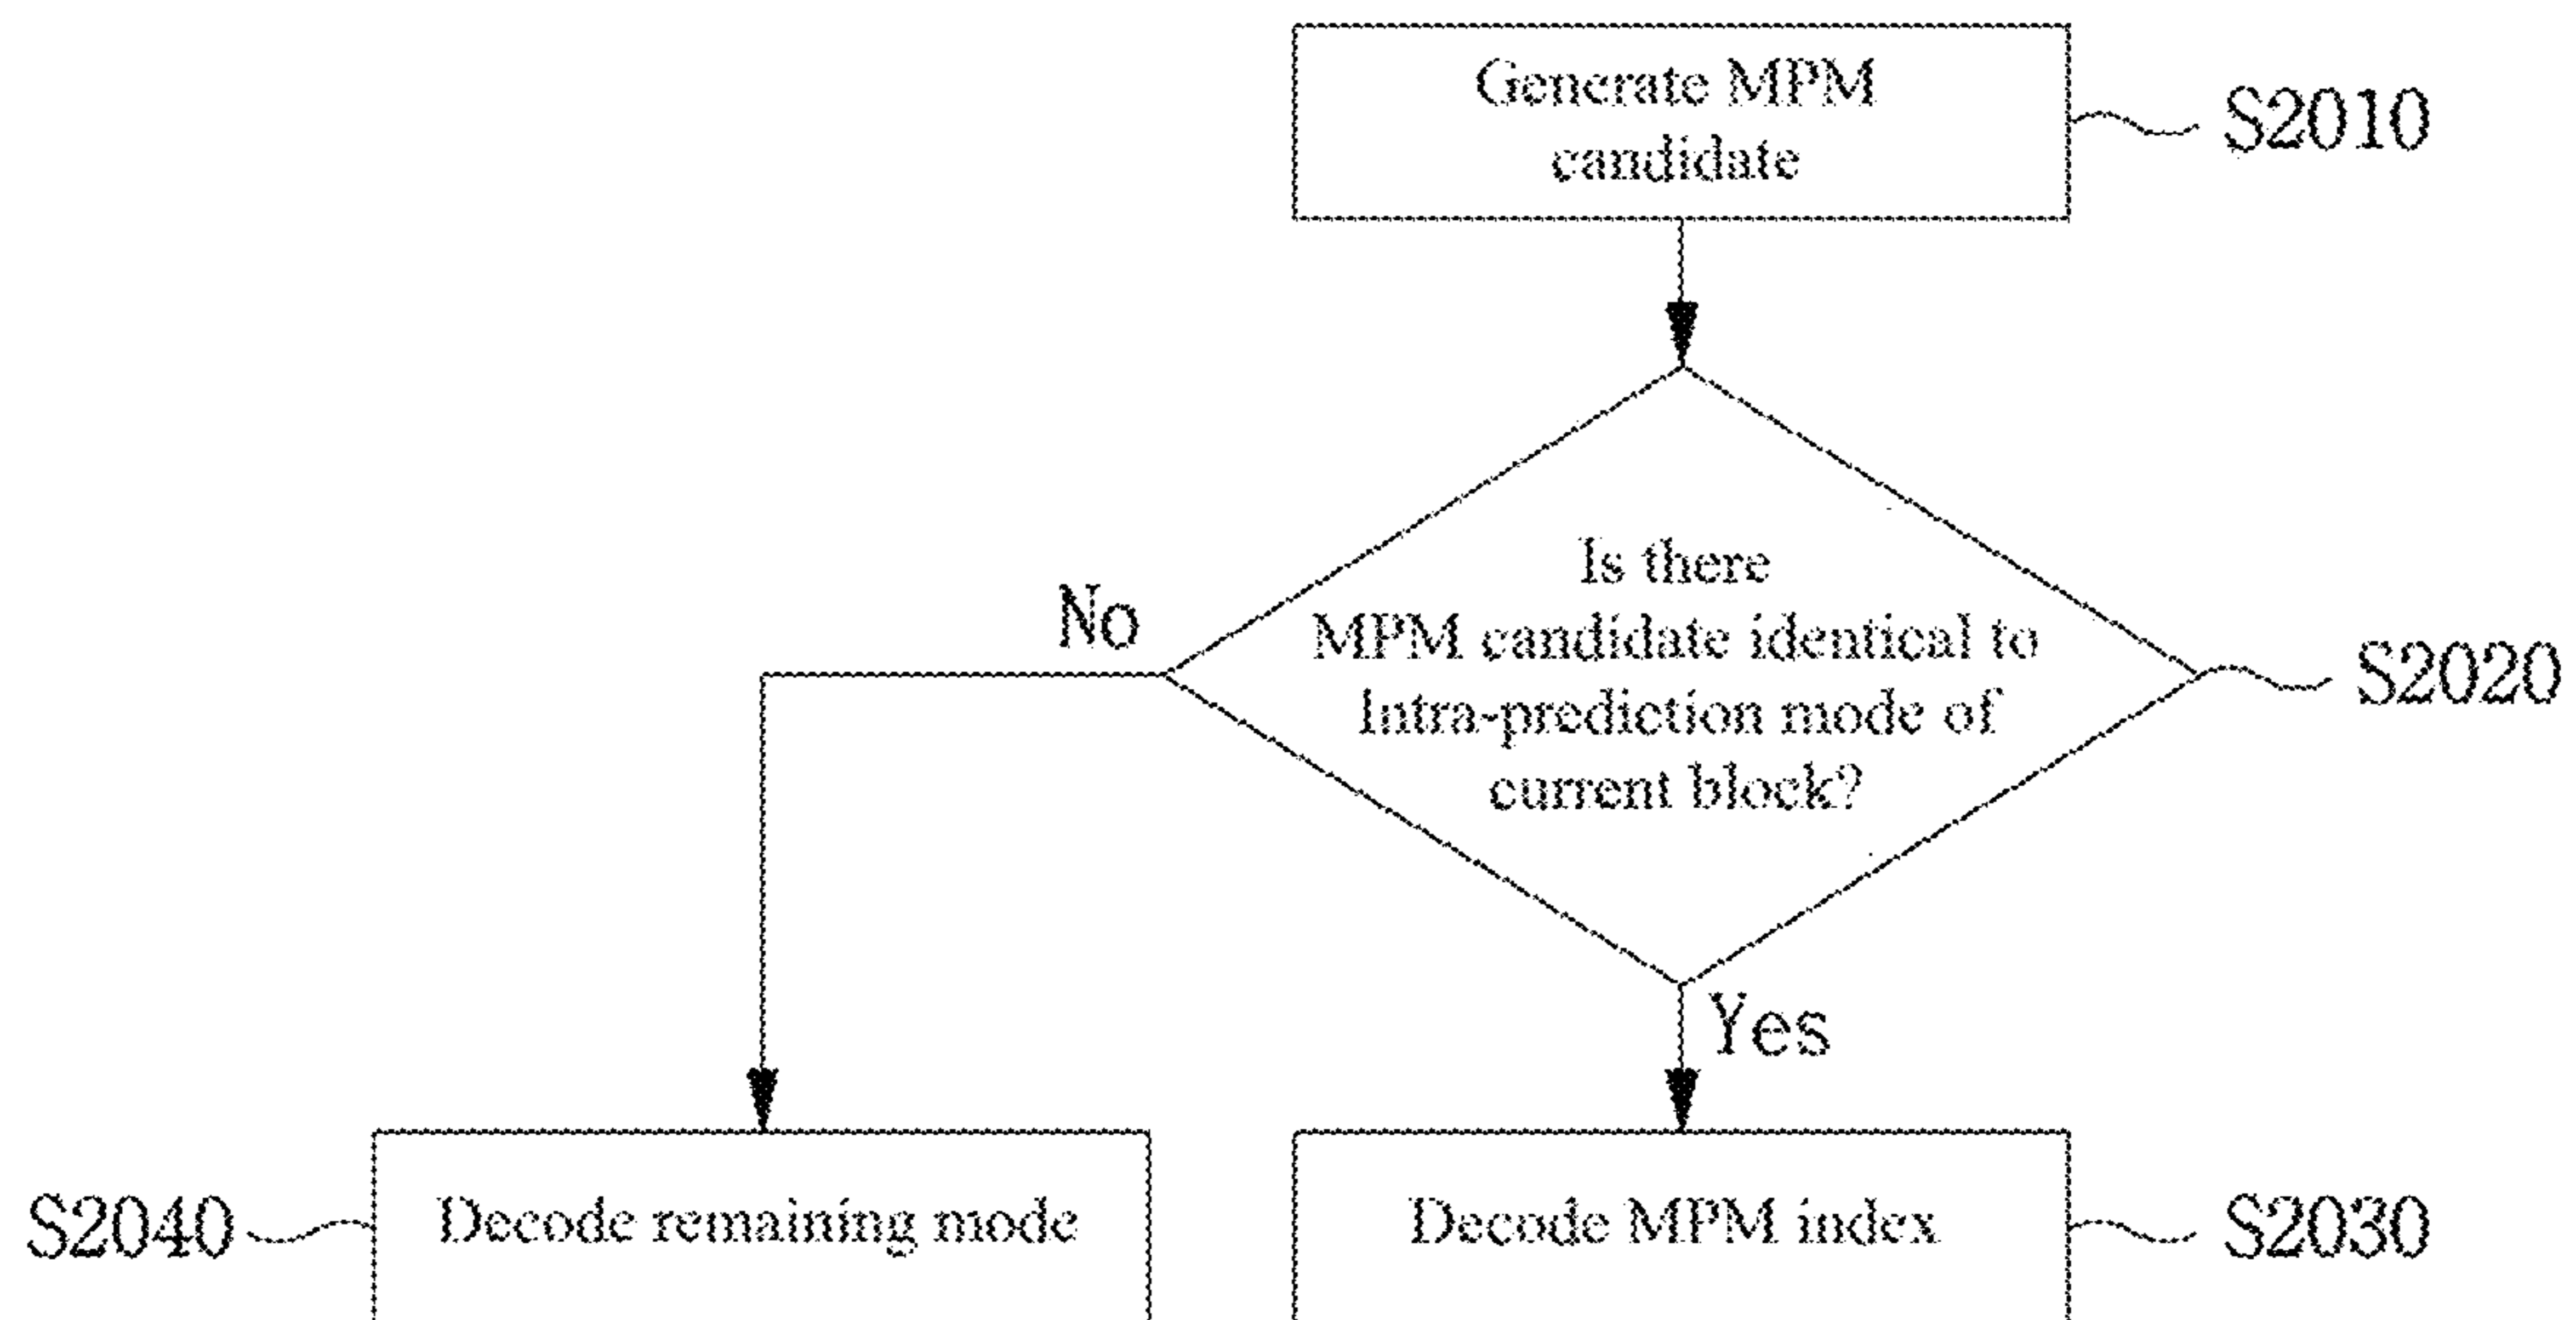 Generate MPM
candidate
S2010
Is there
MPM candidate identical to
Intra-prediction mode of
current block?
S2020
No
Yes
S2040
Decode remaining mode
Decode MPM index
S2030